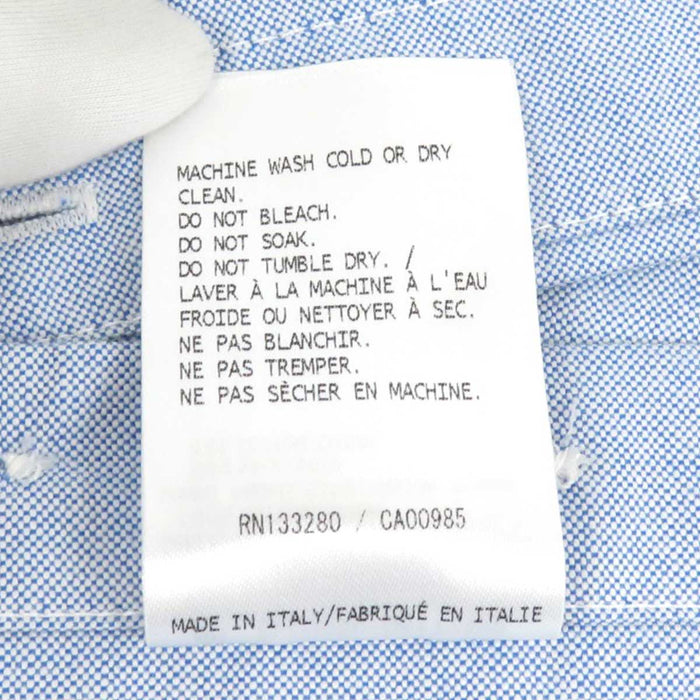 MACHINE WASH COLD OR DRY
CLEAN.
DO NOT BLEACH.
DO NOT SOAK.
DO NOT TUMBLE DRY. /
LAVER À LA MACHINE À L'EAU
FROIDE OU NETTOYER À SEC.
NE PAS BLANCHIR.
NE PAS TREMPER.
NE PAS SÈCHER EN MACHINE.
RN133280 / CA00985
MADE IN ITALY/FABRIQUÉ EN ITALIE